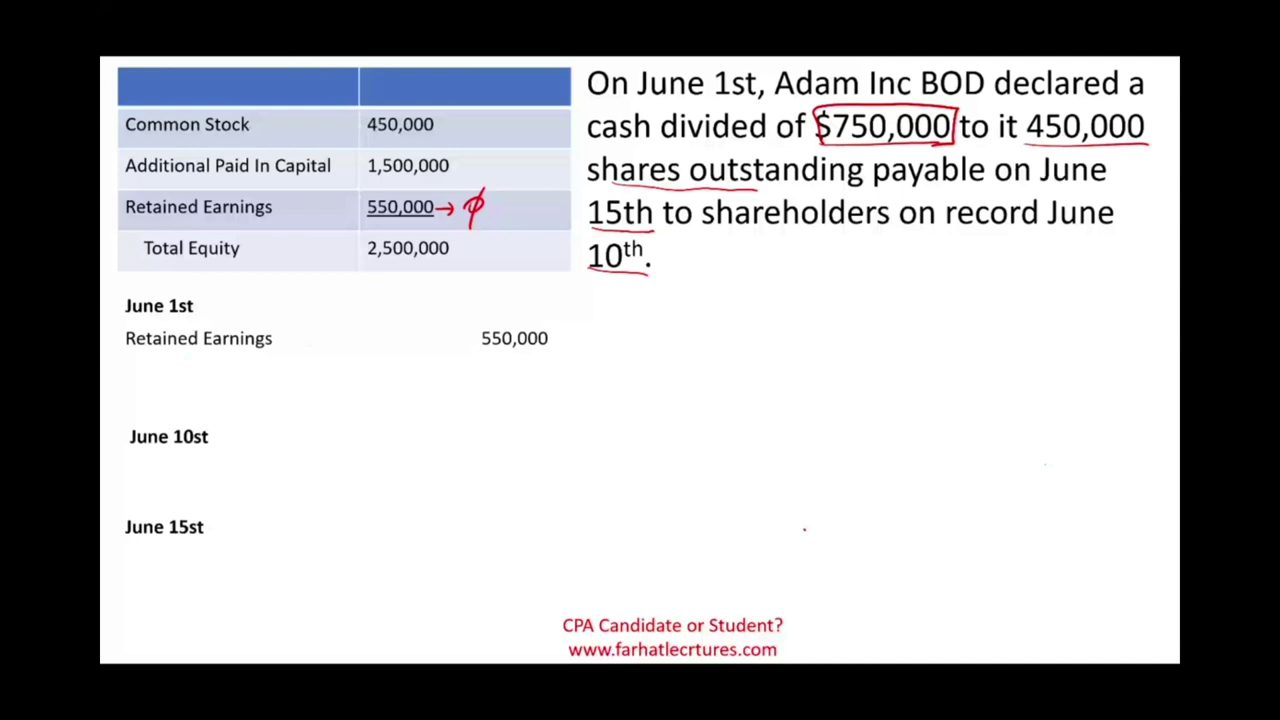 Common Stock 450,000
Additional Paid In Capital 1,500,000
Retained Earnings 550,000 → ϕ
Total Equity 2,500,000
On June 1st, Adam Inc BOD declared a
cash divided of $750,000 to it 450,000
shares outstanding payable on June
15th to shareholders on record June
10th.
June 1st
Retained Earnings 550,000
June 10st
June 15st
CPA Candidate or Student?
www.farhatlecrtures.com